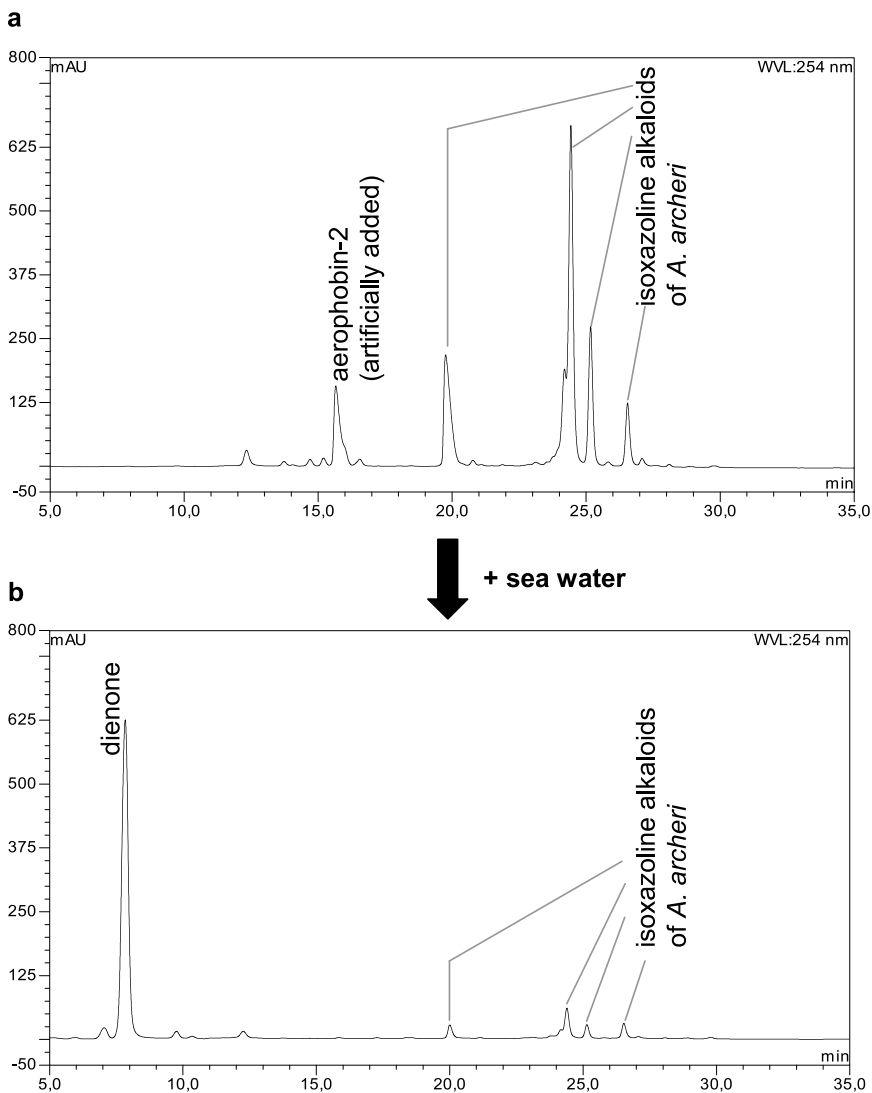 a
800
mAU
WVL:254 nm
625
500
375
250
125
-50
min
5,0
10,0
15,0
20,0
25,0
30,0
35,0
aerophobin-2
(artificially added)
isoxazoline alkaloids
of A. archeri
+ sea water
b
800
mAU
WVL:254 nm
625
500
375
250
125
-50
min
5,0
10,0
15,0
20,0
25,0
30,0
35,0
dienone
isoxazoline alkaloids
of A. archeri